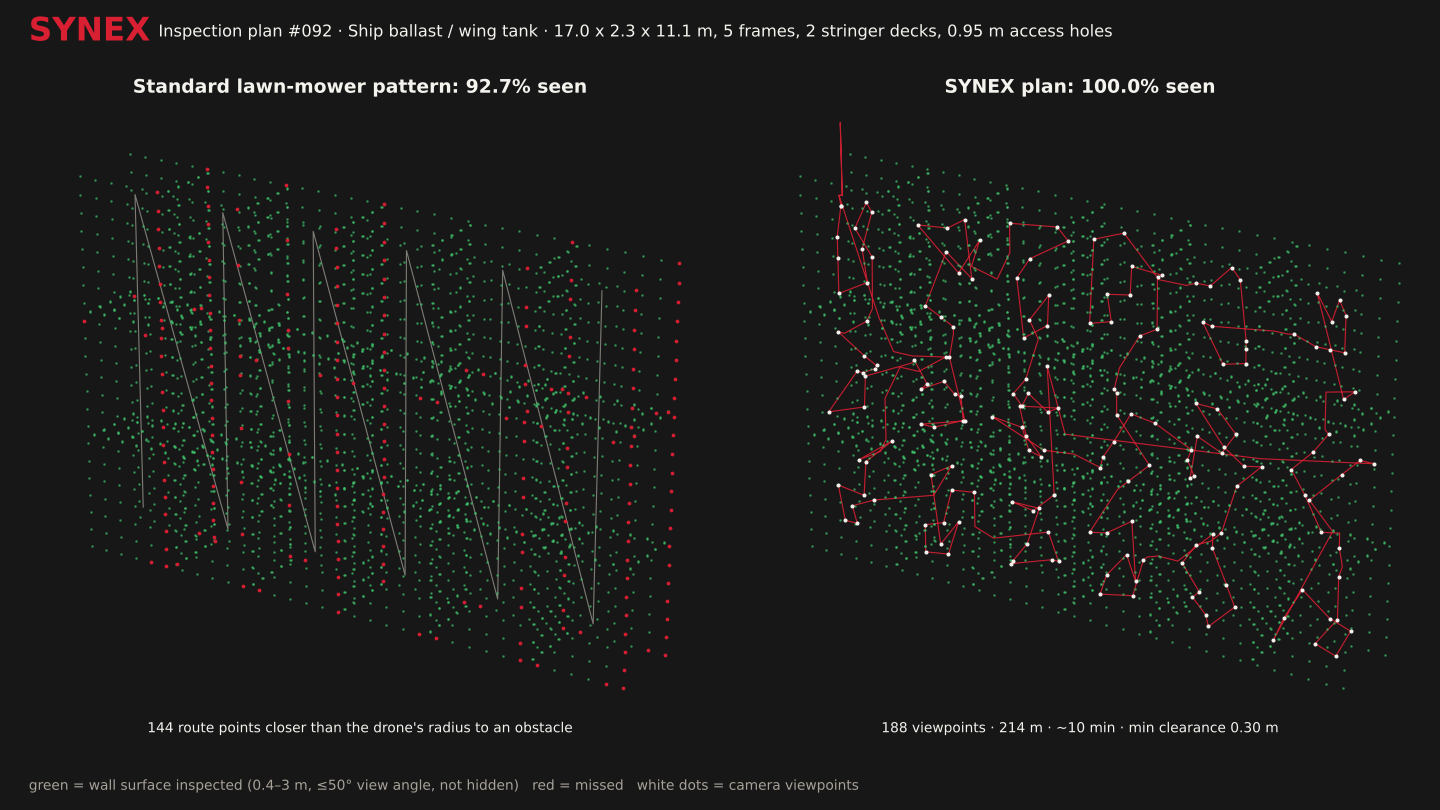 SYNEX Inspection plan #092 · Ship ballast / wing tank · 17.0 x 2.3 x 11.1 m, 5 frames, 2 stringer decks, 0.95 m access holes
Standard lawn-mower pattern: 92.7% seen
SYNEX plan: 100.0% seen
144 route points closer than the drone's radius to an obstacle
188 viewpoints · 214 m · ~10 min · min clearance 0.30 m
green = wall surface inspected (0.4–3 m, ≤50° view angle, not hidden)   red = missed   white dots = camera viewpoints